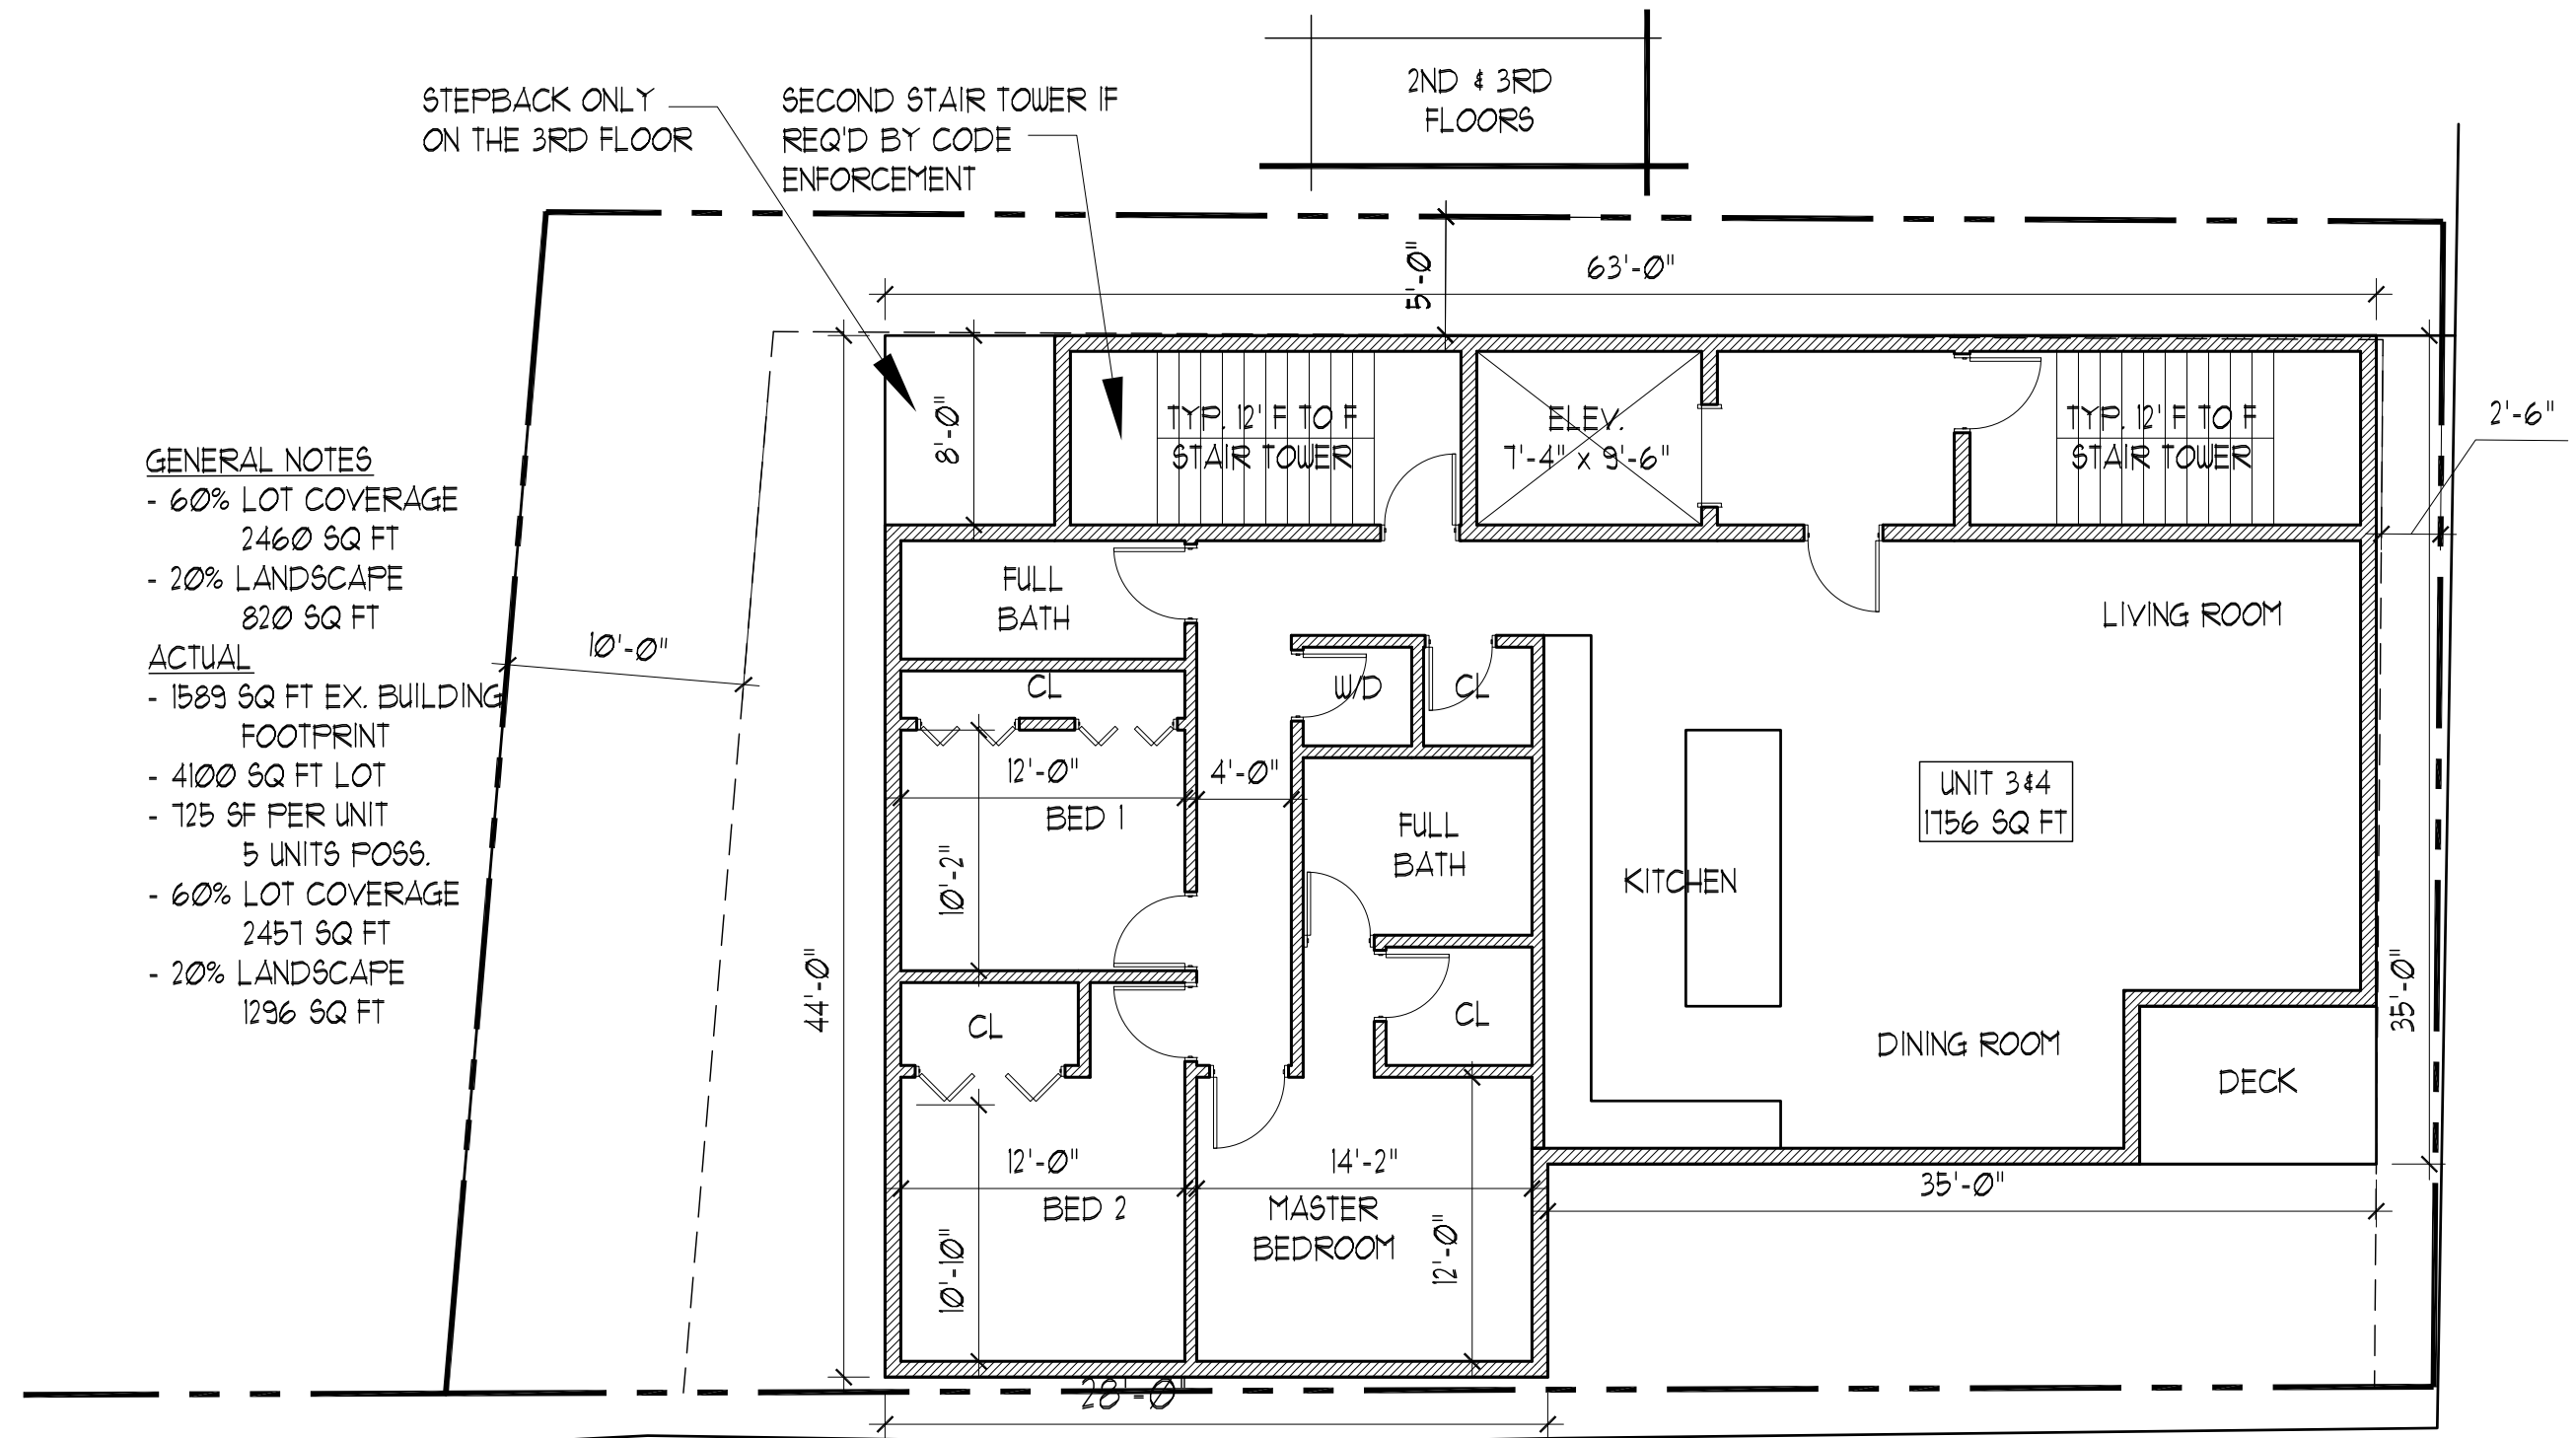 2ND & 3RD
FLOORS
STEPBACK ONLY
ON THE 3RD FLOOR
SECOND STAIR TOWER IF
REQ'D BY CODE
ENFORCEMENT
5'-0"
63'-0"
8'-0"
TYP. 12' F TO F
STAIR TOWER
ELEV.
7'-4" x 9'-6"
TYP. 12' F TO F
STAIR TOWER
2'-6"
GENERAL NOTES
- 60% LOT COVERAGE
2460 SQ FT
- 20% LANDSCAPE
820 SQ FT
ACTUAL
- 1589 SQ FT EX. BUILDING
FOOTPRINT
- 4100 SQ FT LOT
- 725 SF PER UNIT
5 UNITS POSS.
- 60% LOT COVERAGE
2457 SQ FT
- 20% LANDSCAPE
1296 SQ FT
10'-0"
44'-0"
FULL
BATH
CL
W/D
CL
LIVING ROOM
12'-0"
BED 1
10'-2"
4'-0"
FULL
BATH
KITCHEN
UNIT 3&4
1756 SQ FT
CL
CL
DINING ROOM
DECK
35'-0"
12'-0"
BED 2
10'-10"
14'-2"
MASTER
BEDROOM
12'-0"
35'-0"
28'-0"